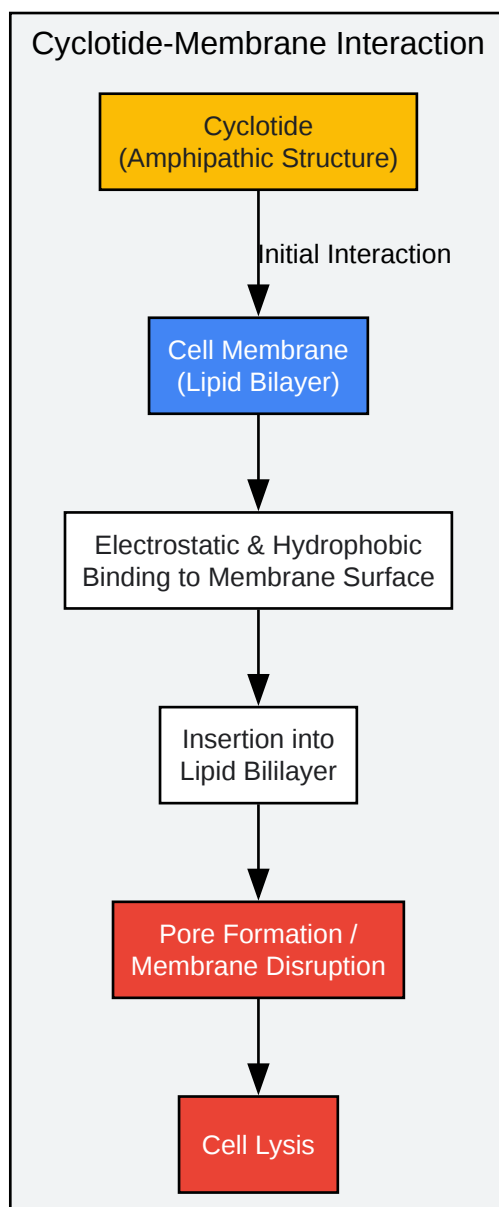 Cyclotide-Membrane Interaction
Cyclotide
(Amphipathic Structure)
Initial Interaction
Cell Membrane
(Lipid Bilayer)
Electrostatic & Hydrophobic
Binding to Membrane Surface
Insertion into
Lipid Bililayer
Pore Formation /
Membrane Disruption
Cell Lysis